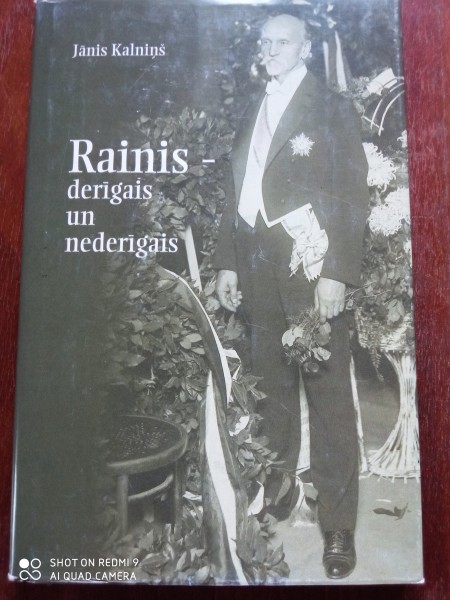 Jānis Kalniņš
Rainis -
derīgais
un
nederīgais
SHOT ON REDMI 9
AI QUAD CAMERA